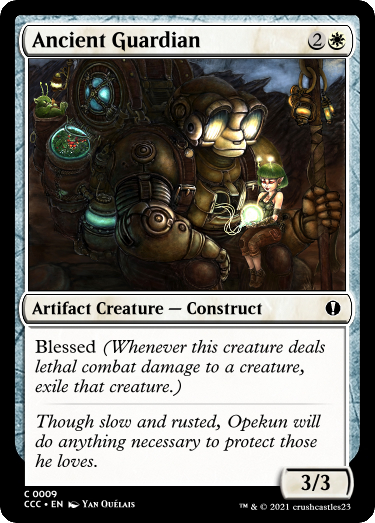 Ancient Guardian 2
Artifact Creature — Construct
Blessed (Whenever this creature deals
lethal combat damage to a creature,
exile that creature.)
Though slow and rusted, Opekun will
do anything necessary to protect those
he loves.
3/3
C 0009
CCC • EN Yan Ouélais
™ & © 2021 crushcastles23